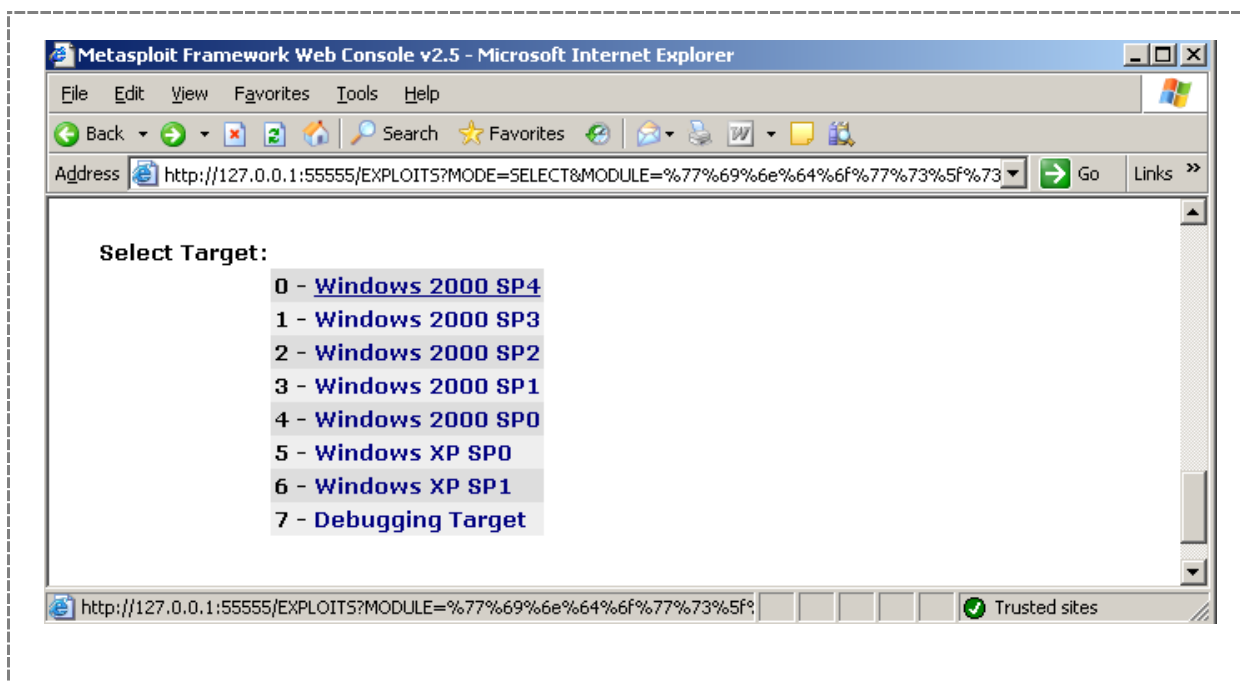 Metasploit Framework Web Console v2.5 - Microsoft Internet Explorer
File Edit View Favorites Tools Help
Back Search Favorites
Address http://127.0.0.1:55555/EXPLOITS?MODE=SELECT&MODULE=%77%69%6e%64%6f%77%73%5f%73 Go Links »
Select Target:
0 - Windows 2000 SP4
1 - Windows 2000 SP3
2 - Windows 2000 SP2
3 - Windows 2000 SP1
4 - Windows 2000 SP0
5 - Windows XP SP0
6 - Windows XP SP1
7 - Debugging Target
http://127.0.0.1:55555/EXPLOITS?MODULE=%77%69%6e%64%6f%77%73%5f% Trusted sites